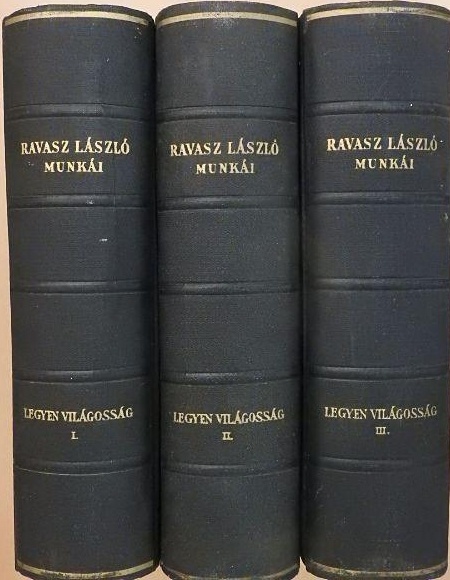 RAVASZ LÁSZLÓ
MUNKÁI
LEGYEN VILÁGOSSÁG
I.
RAVASZ LÁSZLÓ
MUNKÁI
LEGYEN VILÁGOSSÁG
II.
RAVASZ LÁSZLÓ
MUNKÁI
LEGYEN VILÁGOSSÁG
III.